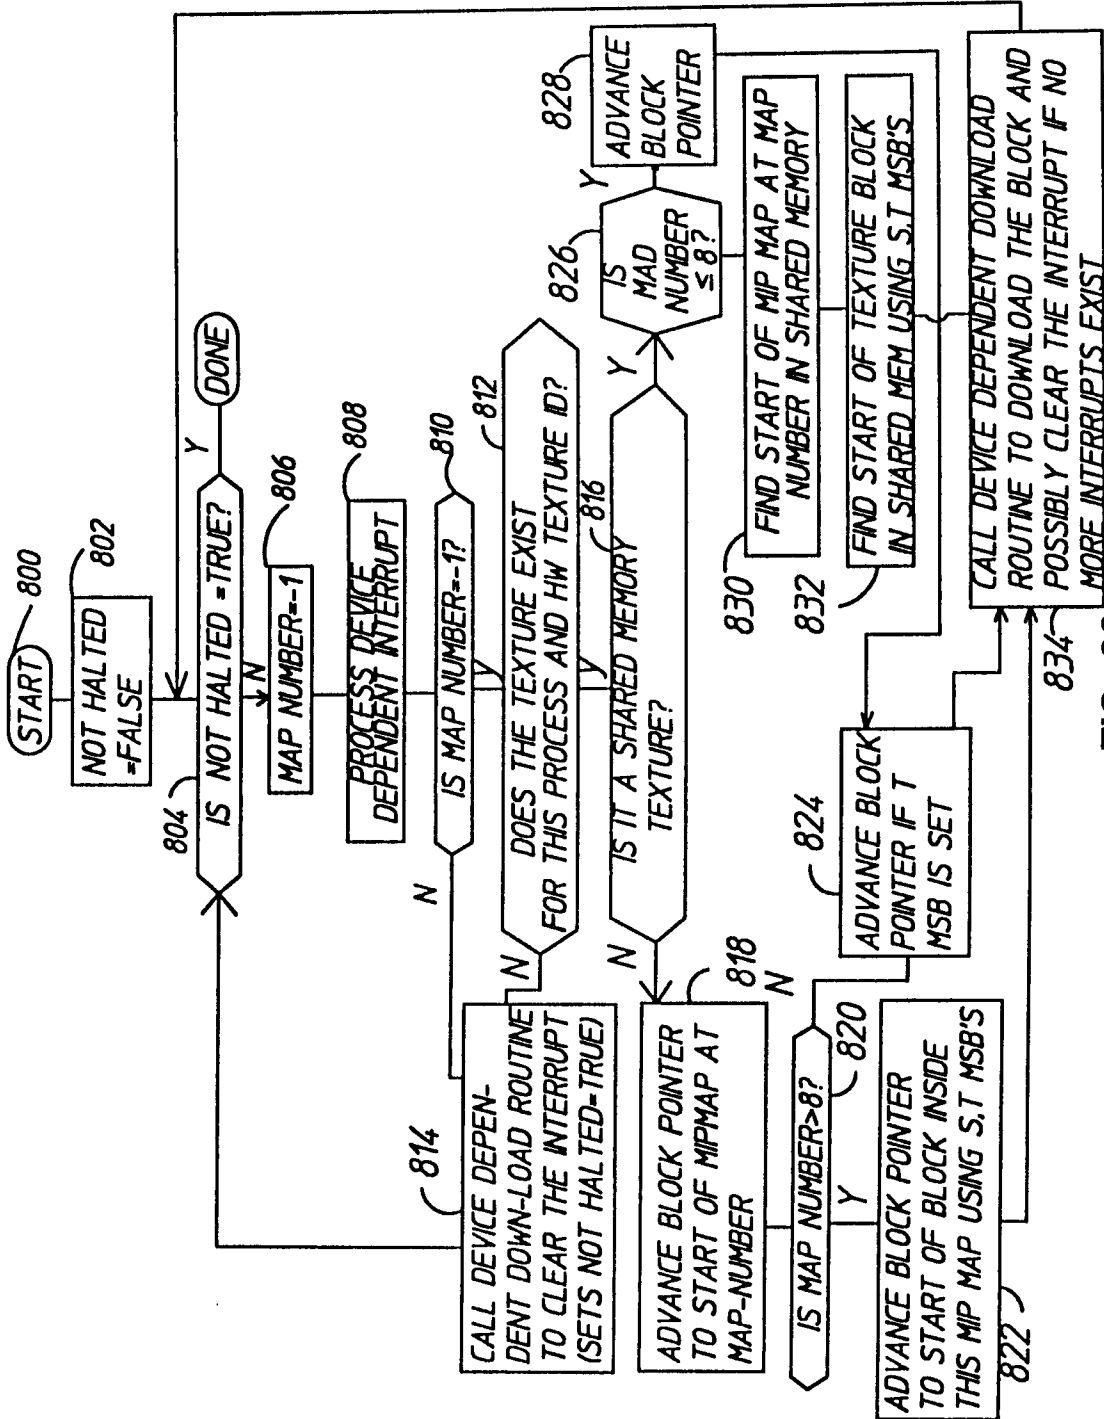 START
800
NOT HALTED
=FALSE
802
804
IS NOT HALTED =TRUE?
Y
DONE
N
MAP NUMBER=-1
806
PROCESS DEVICE
DEPENDENT INTERRUPT
808
IS MAP NUMBER=-1?
810
N
Y
DOES THE TEXTURE EXIST
FOR THIS PROCESS AND HW TEXTURE ID?
812
N
Y
CALL DEVICE DEPEN-
DENT DOWN-LOAD ROUTINE
TO CLEAR THE INTERRUPT
(SETS NOT HALTED=TRUE)
814
IS IT A SHARED MEMORY
TEXTURE?
816
N
Y
ADVANCE BLOCK POINTER
TO START OF MIPMAP AT
MAP-NUMBER
818
N
IS MAP NUMBER>8?
820
Y
ADVANCE BLOCK POINTER
TO START OF BLOCK INSIDE
THIS MIP MAP USING S,T MSB'S
822
ADVANCE BLOCK
POINTER IF T
MSB IS SET
824
IS
MAD
NUMBER
≤ 8?
826
Y
ADVANCE
BLOCK
POINTER
828
FIND START OF MIP MAP AT MAP
NUMBER IN SHARED MEMORY
830
FIND START OF TEXTURE BLOCK
IN SHARED MEM USING S.T MSB'S
832
CALL DEVICE DEPENDENT DOWNLOAD
ROUTINE TO DOWNLOAD THE BLOCK AND
POSSIBLY CLEAR THE INTERRUPT IF NO
MORE INTERRUPTS EXIST
834